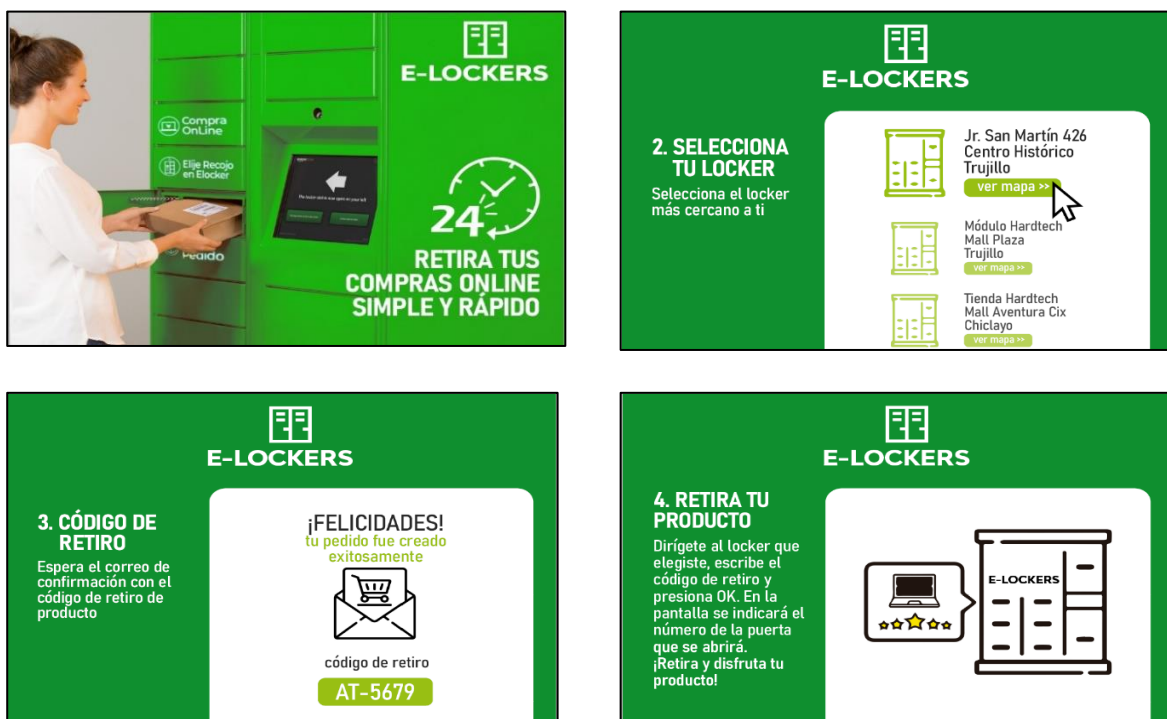 E-LOCKERS
Compra
OnLine
Elije Recojo
en Elocker
Pedido
24
RETIRA TUS
COMPRAS ONLINE
SIMPLE Y RÁPIDO
E-LOCKERS
2. SELECCIONA
TU LOCKER
Selecciona el locker
más cercano a ti
Jr. San Martín 426
Centro Histórico
Trujillo
ver mapa >>
Módulo Hardtech
Mall Plaza
Trujillo
ver mapa >>
Tienda Hardtech
Mall Aventura Cix
Chiclayo
ver mapa >>
E-LOCKERS
3. CÓDIGO DE
RETIRO
Espera el correo de
confirmación con el
código de retiro de
producto
¡FELICIDADES!
tu pedido fue creado
exitosamente
código de retiro
AT-5679
E-LOCKERS
4. RETIRA TU
PRODUCTO
Dirígete al locker que
elegiste, escribe el
código de retiro y
presiona OK. En la
pantalla se indicará el
número de la puerta
que se abrirá.
¡Retira y disfruta tu
producto!
E-LOCKERS